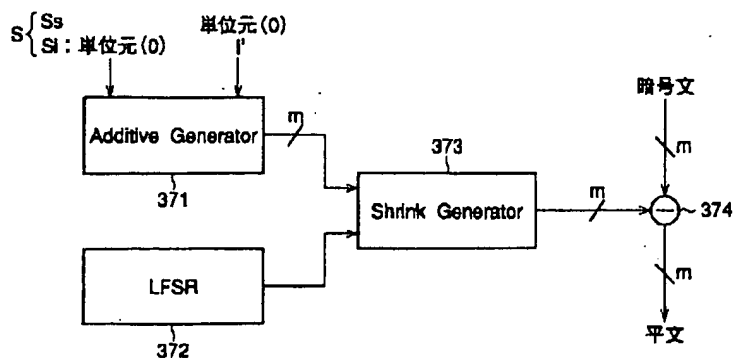 S { Ss
Si : 単位元(0)
単位元(0)
I'
暗号文
m
Additive Generator
m
371
373
Shrink Generator
m
374
LFSR
372
m
平文